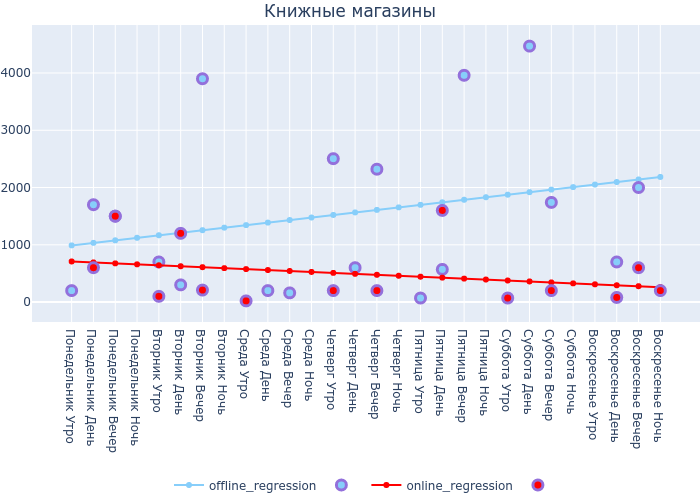 Книжные магазины
4000
3000
2000
1000
0
Понедельник Утро
Понедельник День
Понедельник Вечер
Понедельник Ночь
Вторник Утро
Вторник День
Вторник Вечер
Вторник Ночь
Среда Утро
Среда День
Среда Вечер
Среда Ночь
Четверг Утро
Четверг День
Четверг Вечер
Четверг Ночь
Пятница Утро
Пятница День
Пятница Вечер
Пятница Ночь
Суббота Утро
Суббота День
Суббота Вечер
Суббота Ночь
Воскресенье Утро
Воскресенье День
Воскресенье Вечер
Воскресенье Ночь
offline_regression online_regression